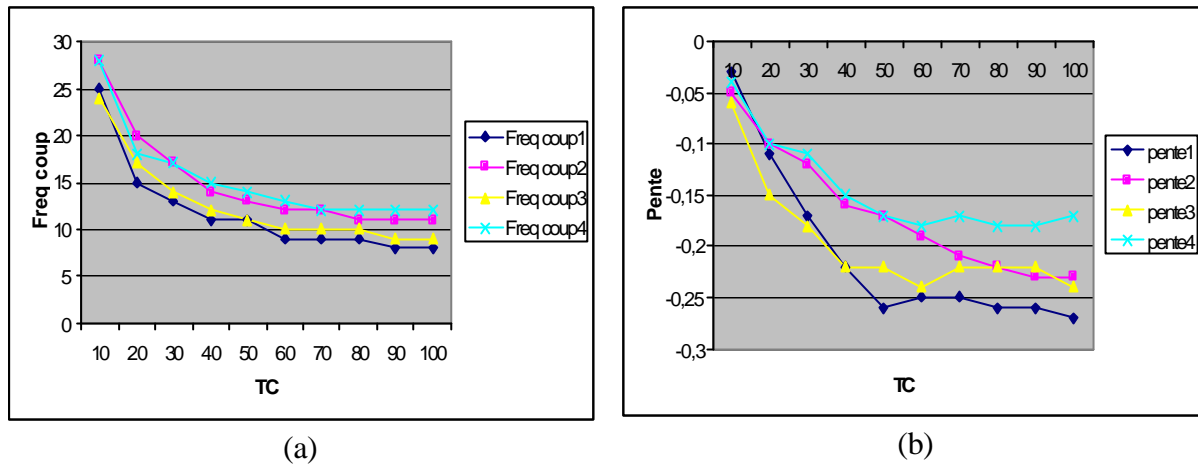 30
25
20
15
10
5
0
Freq coup
10 20 30 40 50 60 70 80 90 100
TC
Freq coup1
Freq coup2
Freq coup3
Freq coup4
(a)
0
-0,05
-0,1
-0,15
-0,2
-0,25
-0,3
Pente
10 20 30 40 50 60 70 80 90 100
TC
pente1
pente2
pente3
pente4
(b)